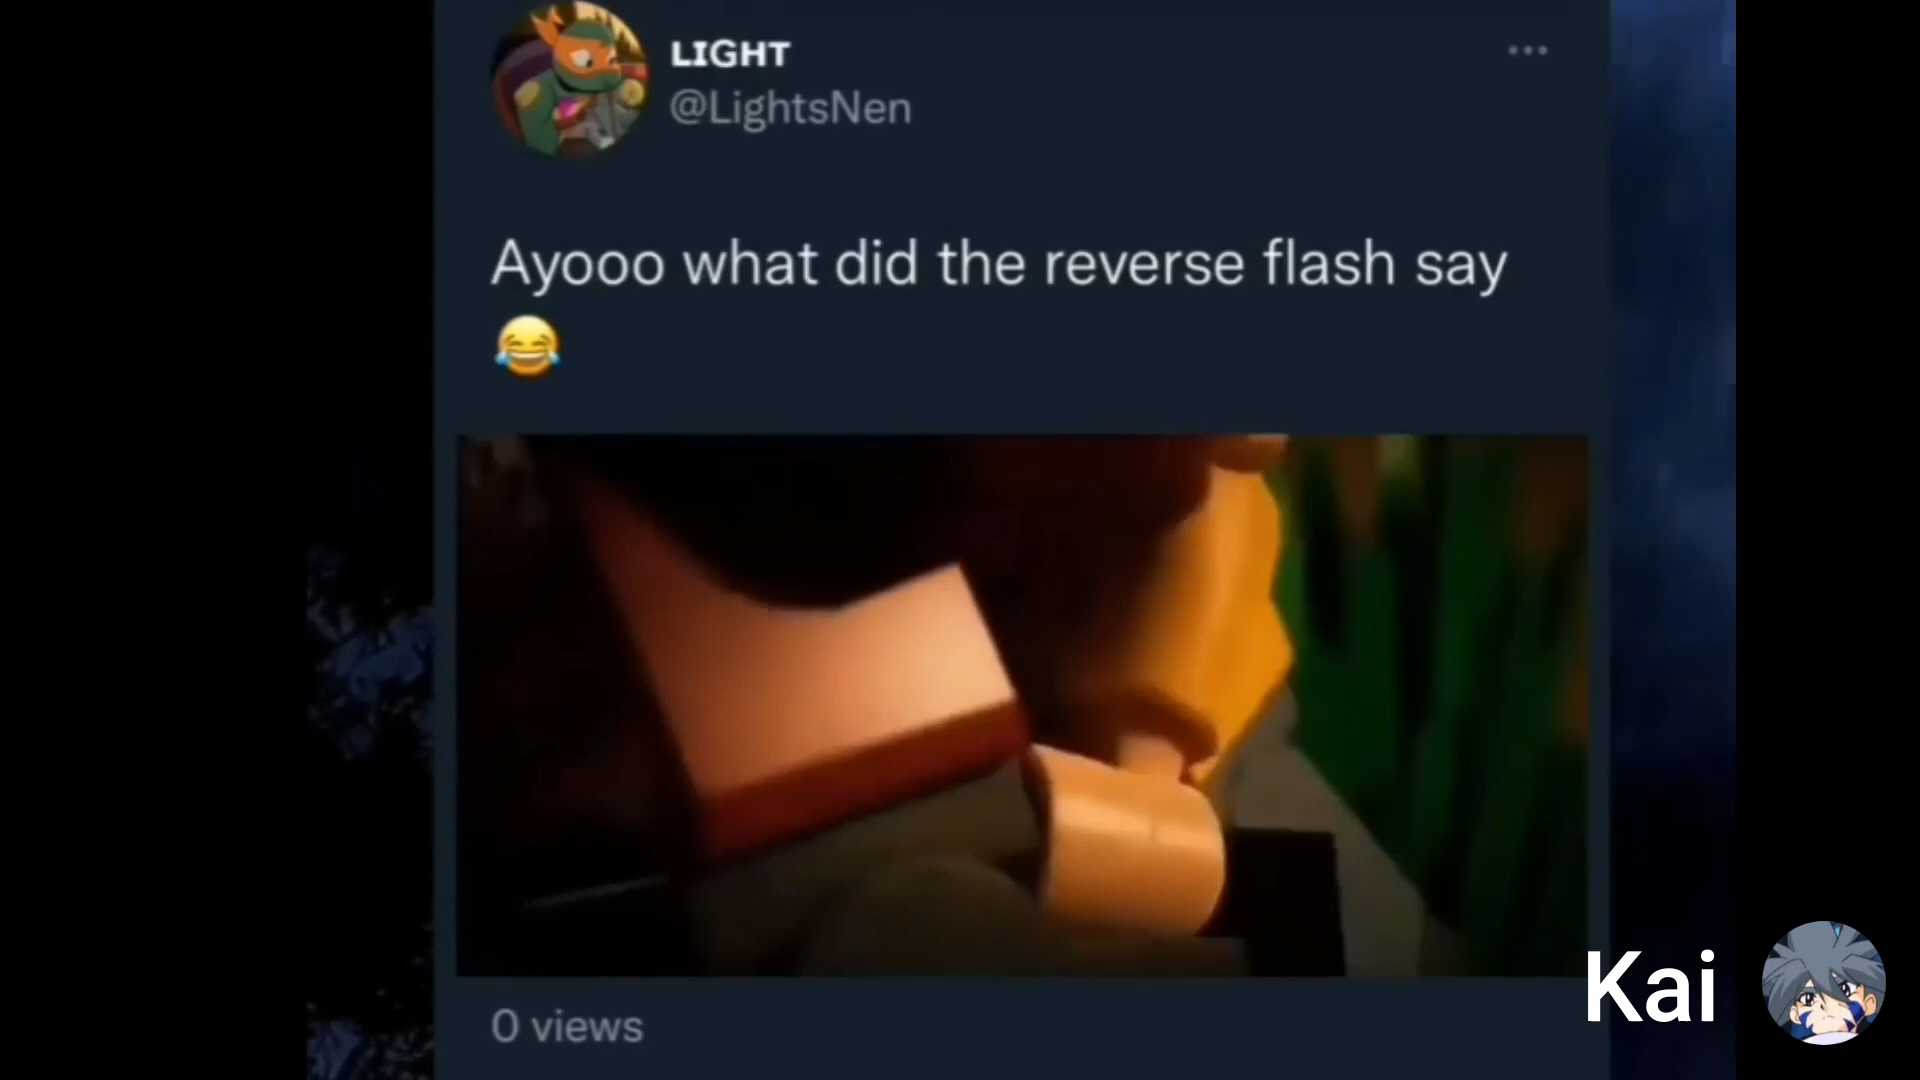 LIGHT
@LightsNen
Ayooo what did the reverse flash say
😂
0 views
Kai